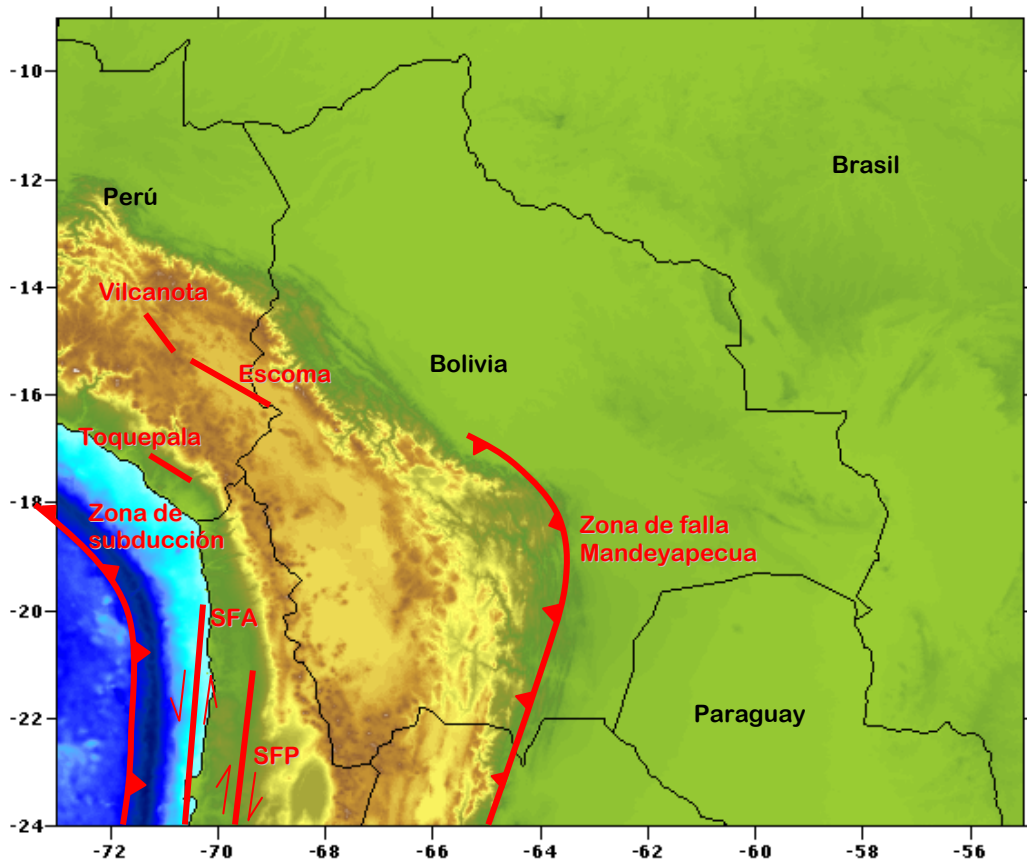 -10
-12
-14
-16
-18
-20
-22
-24
Perú
Brasil
Vilcanota
Escoma
Bolivia
Toquepala
Zona de
subducción
Zona de falla
Mandeyapecua
SFA
SFP
Paraguay
-72
-70
-68
-66
-64
-62
-60
-58
-56